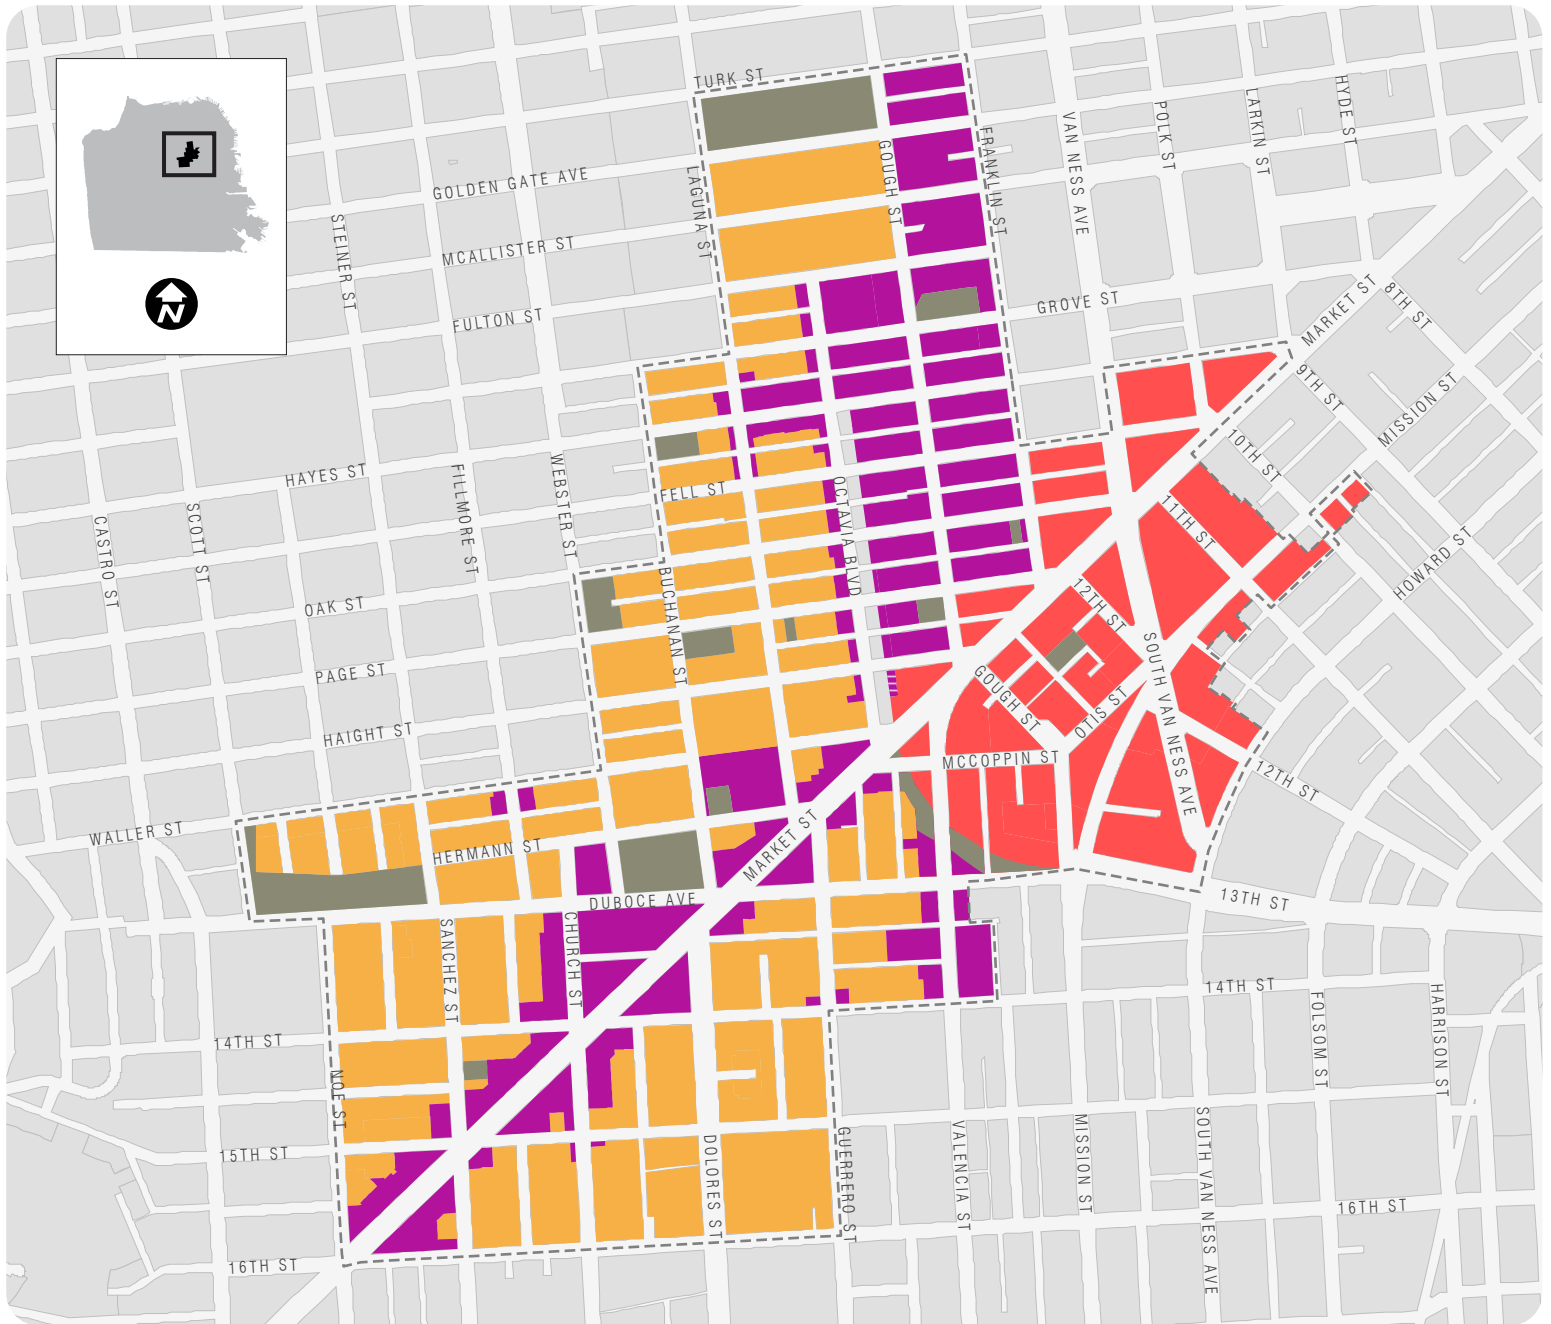 TURK ST
GOLDEN GATE AVE
MCALLISTER ST
FULTON ST
STEINER ST
LAGUNA ST
GOUGH ST
FRANKLIN ST
VAN NESS AVE
POLK ST
LARKIN ST
HYDE ST
GROVE ST
MARKET ST
8TH ST
9TH ST
MISSION ST
10TH ST
11TH ST
HOWARD ST
HAYES ST
FILLMORE ST
WEBSTER ST
FELL ST
OCTAVIA BLVD
CASTRO ST
SCOTT ST
OAK ST
BUCHANAN ST
12TH ST
PAGE ST
GOUGH ST
OTIS ST
SOUTH VAN NESS AVE
HAIGHT ST
MCCOPPIN ST
12TH ST
WALLER ST
HERMANN ST
MARKET ST
DUBOCE AVE
13TH ST
SANCHEZ ST
CHURCH ST
14TH ST
14TH ST
FOLSOM ST
HARRISON ST
NOE ST
15TH ST
DOLORES ST
GUERRERO ST
VALENCIA ST
MISSION ST
SOUTH VAN NESS AVE
16TH ST
16TH ST
N